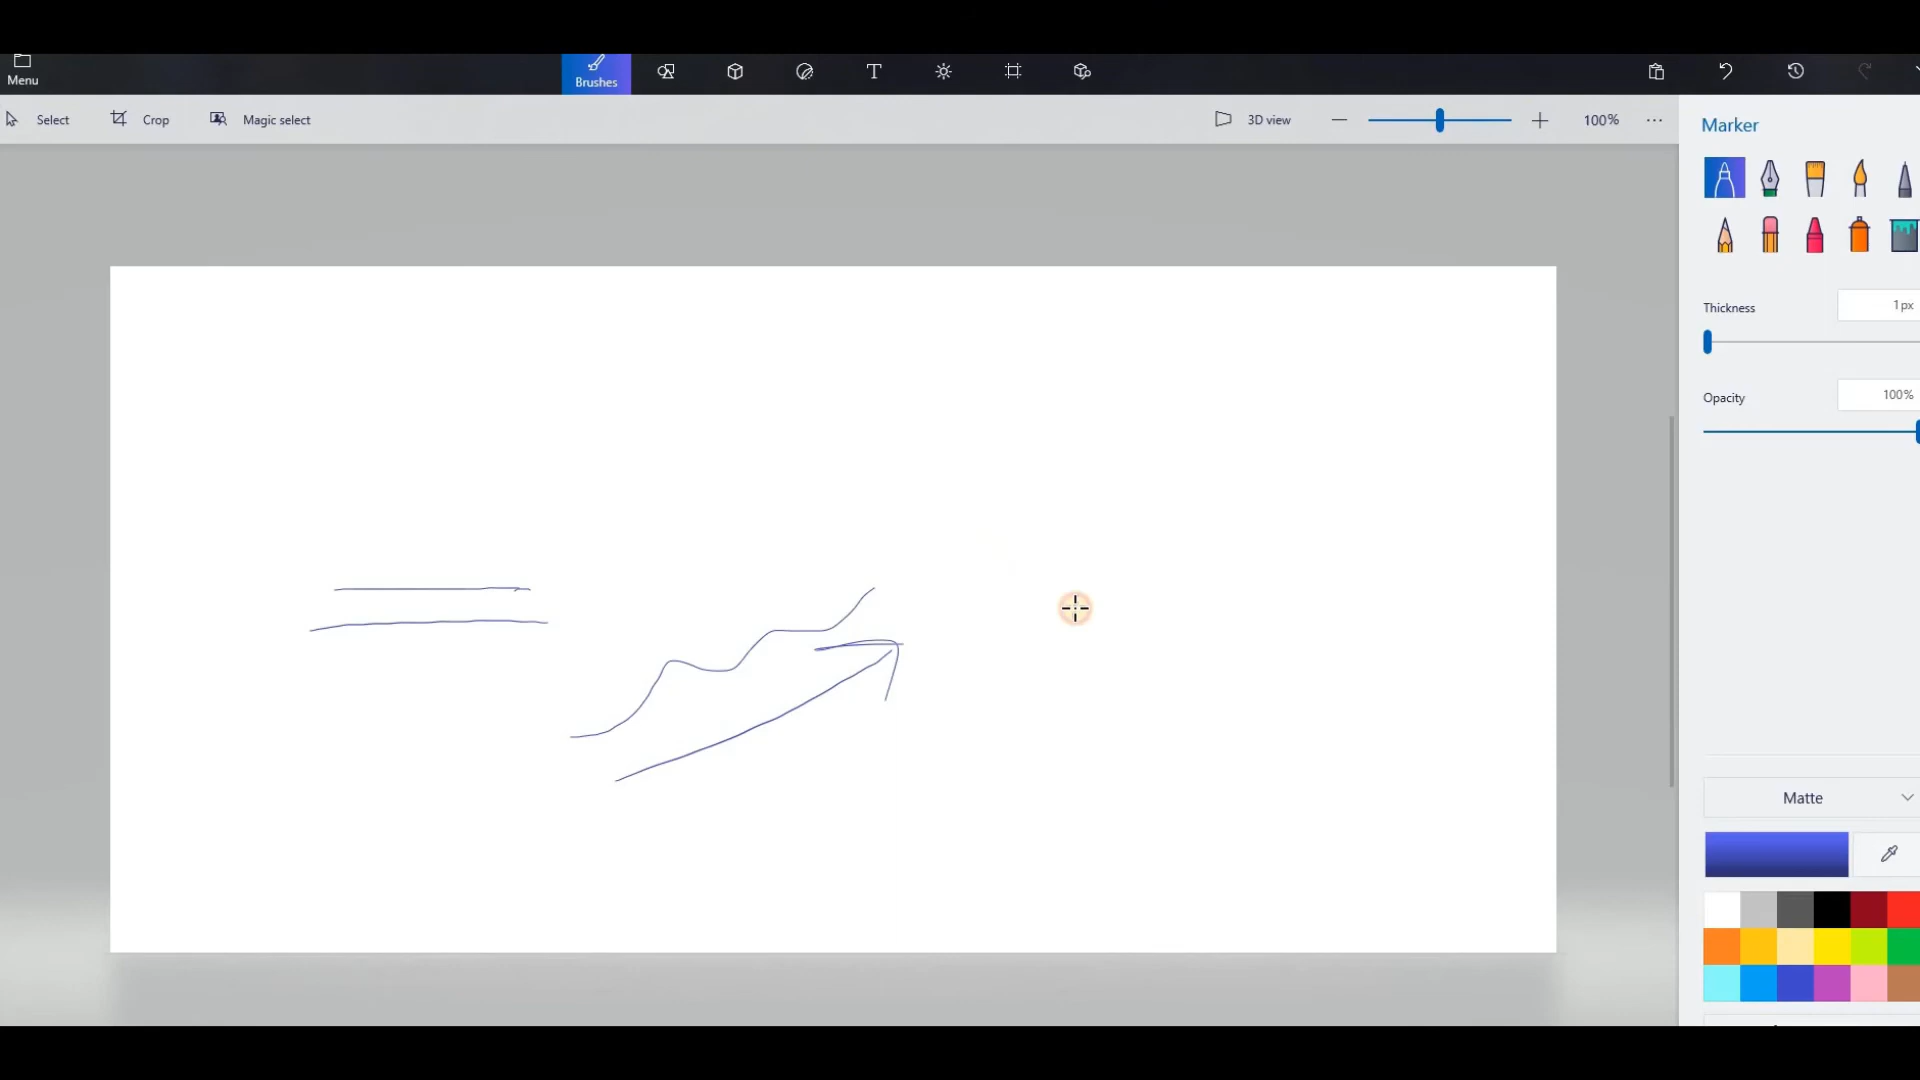 Menu
Brushes
Select
Crop
Magic select
3D view
100%
Marker
Thickness
1px
Opacity
100%
Matte